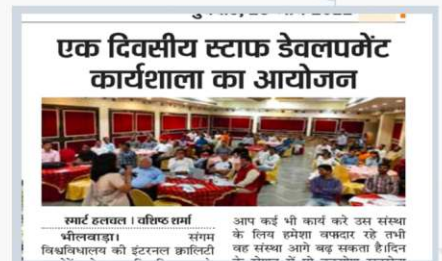 एक दिवसीय स्टाफ डेवलपमेंट
कार्यशाला का आयोजन
स्मार्ट हलचल । वशिष्ठ शर्मा
भीलवाड़ा। संगम
विश्वविधालय की इंटरनल क्वालिटी
आप कई भी कार्य करे उस संस्था
के लिए हमेशा वफादार रहे तभी
वह संस्था आगे बढ़ सकता है।दिन